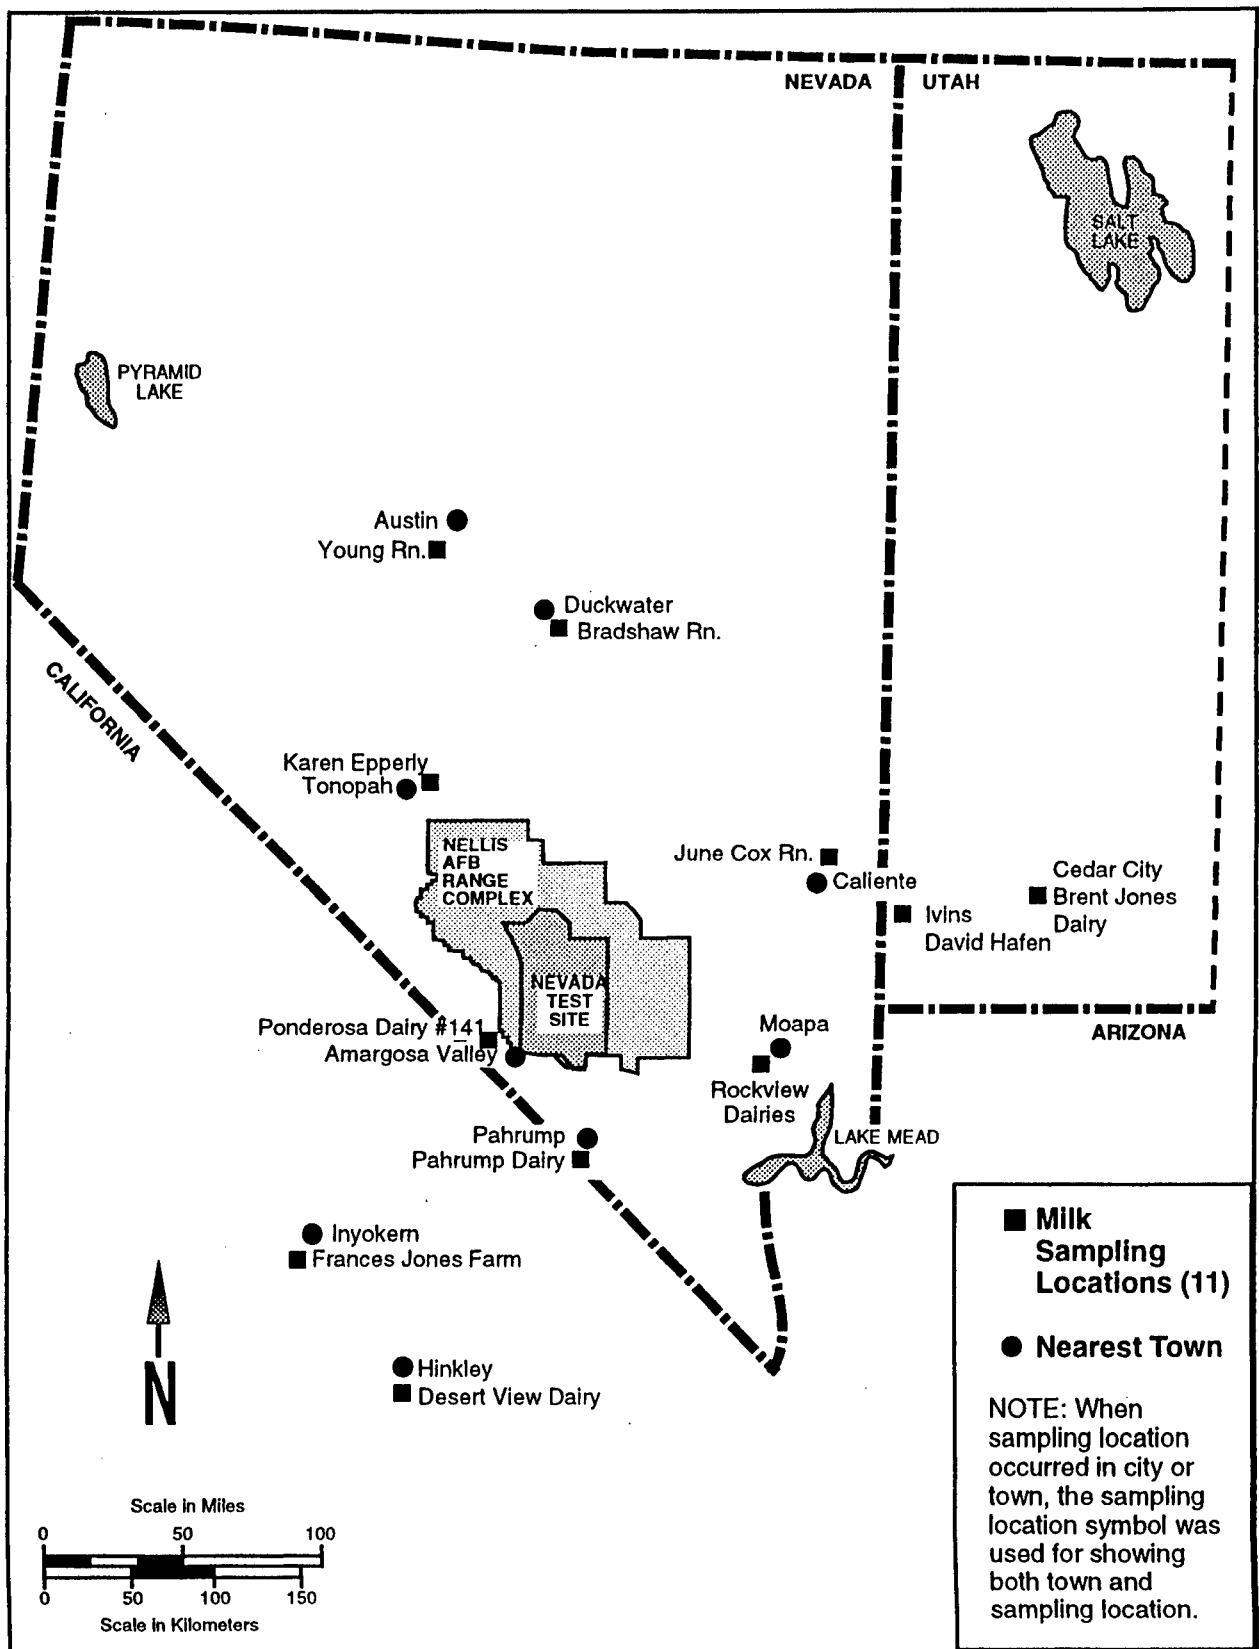 NEVADA
UTAH
SALT
LAKE
PYRAMID
LAKE
Austin
Young Rn.
Duckwater
Bradshaw Rn.
CALIFORNIA
Karen Epperly
Tonopah
NELLIS
AFB
RANGE
COMPLEX
June Cox Rn.
Caliente
Cedar City
Brent Jones
Dairy
Ivins
David Hafen
NEVADA
TEST
SITE
Ponderosa Dairy #141
Amargosa Valley
Moapa
Rockview
Dairies
ARIZONA
LAKE MEAD
Pahrump
Pahrump Dairy
Inyokern
Frances Jones Farm
Hinkley
Desert View Dairy
N
Scale in Miles
0 50 100
0 50 100 150
Scale in Kilometers
Milk
Sampling
Locations (11)
Nearest Town
NOTE: When
sampling location
occurred in city or
town, the sampling
location symbol was
used for showing
both town and
sampling location.